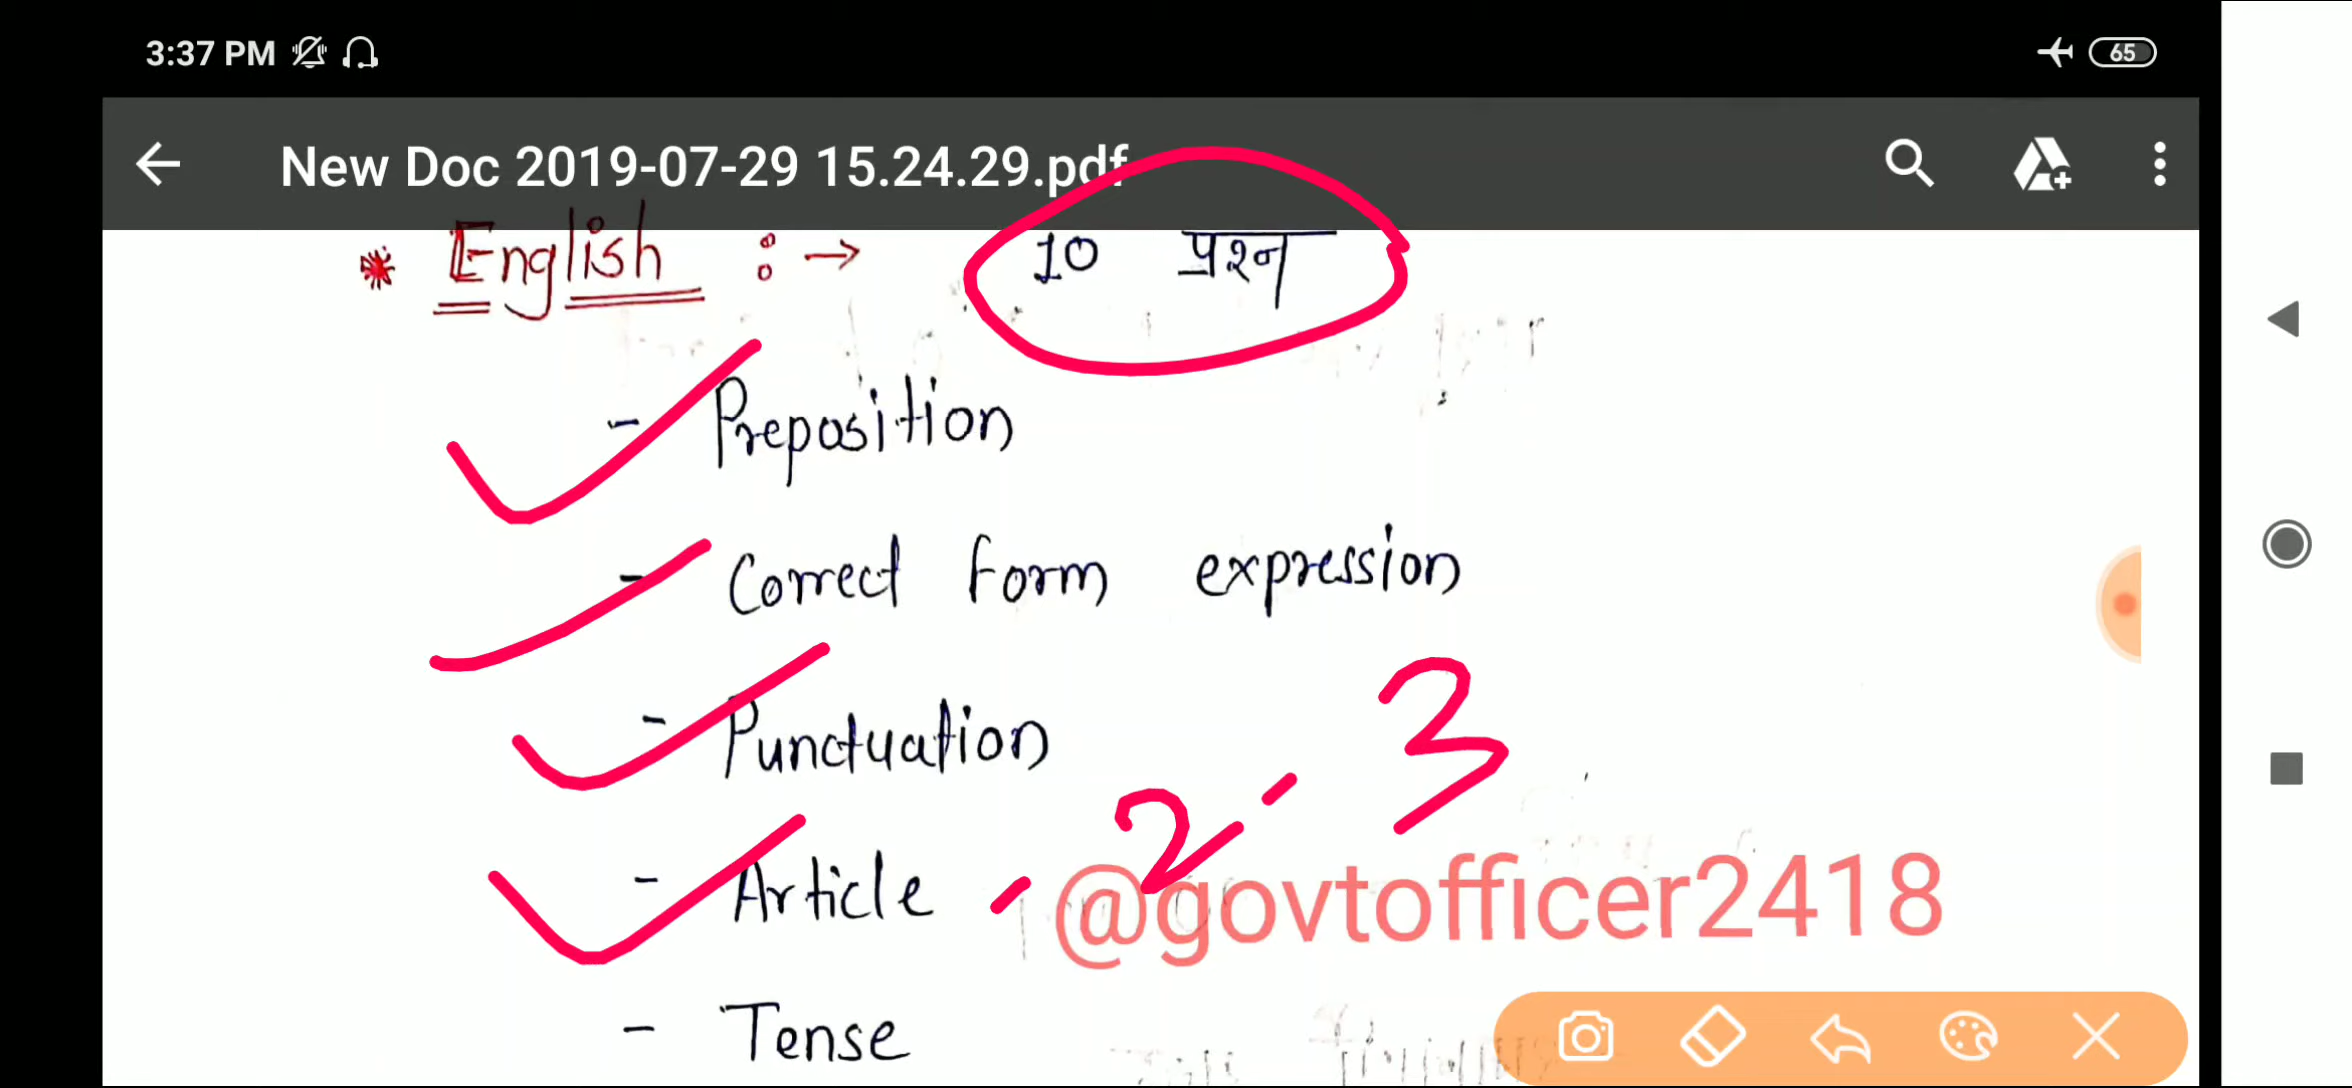 3:37 PM 65
New Doc 2019-07-29 15.24.29.pdf
* English :→ 10 प्रश्न
- Preposition
- Correct form expression
- Punctuation
3
2
- Article
@govtofficer2418
- Tense